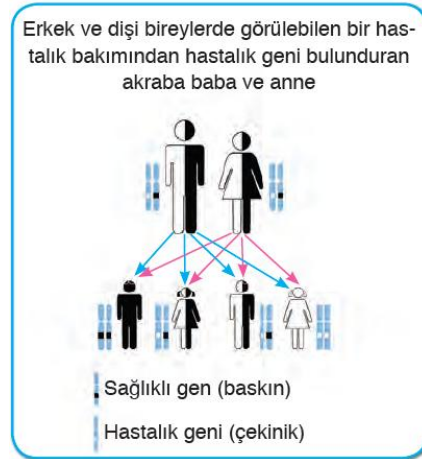 Erkek ve dişi bireylerde görülebilen bir has-
talık bakımından hastalık geni bulunduran
akraba baba ve anne
Sağlıklı gen (baskın)
Hastalık geni (çekinik)